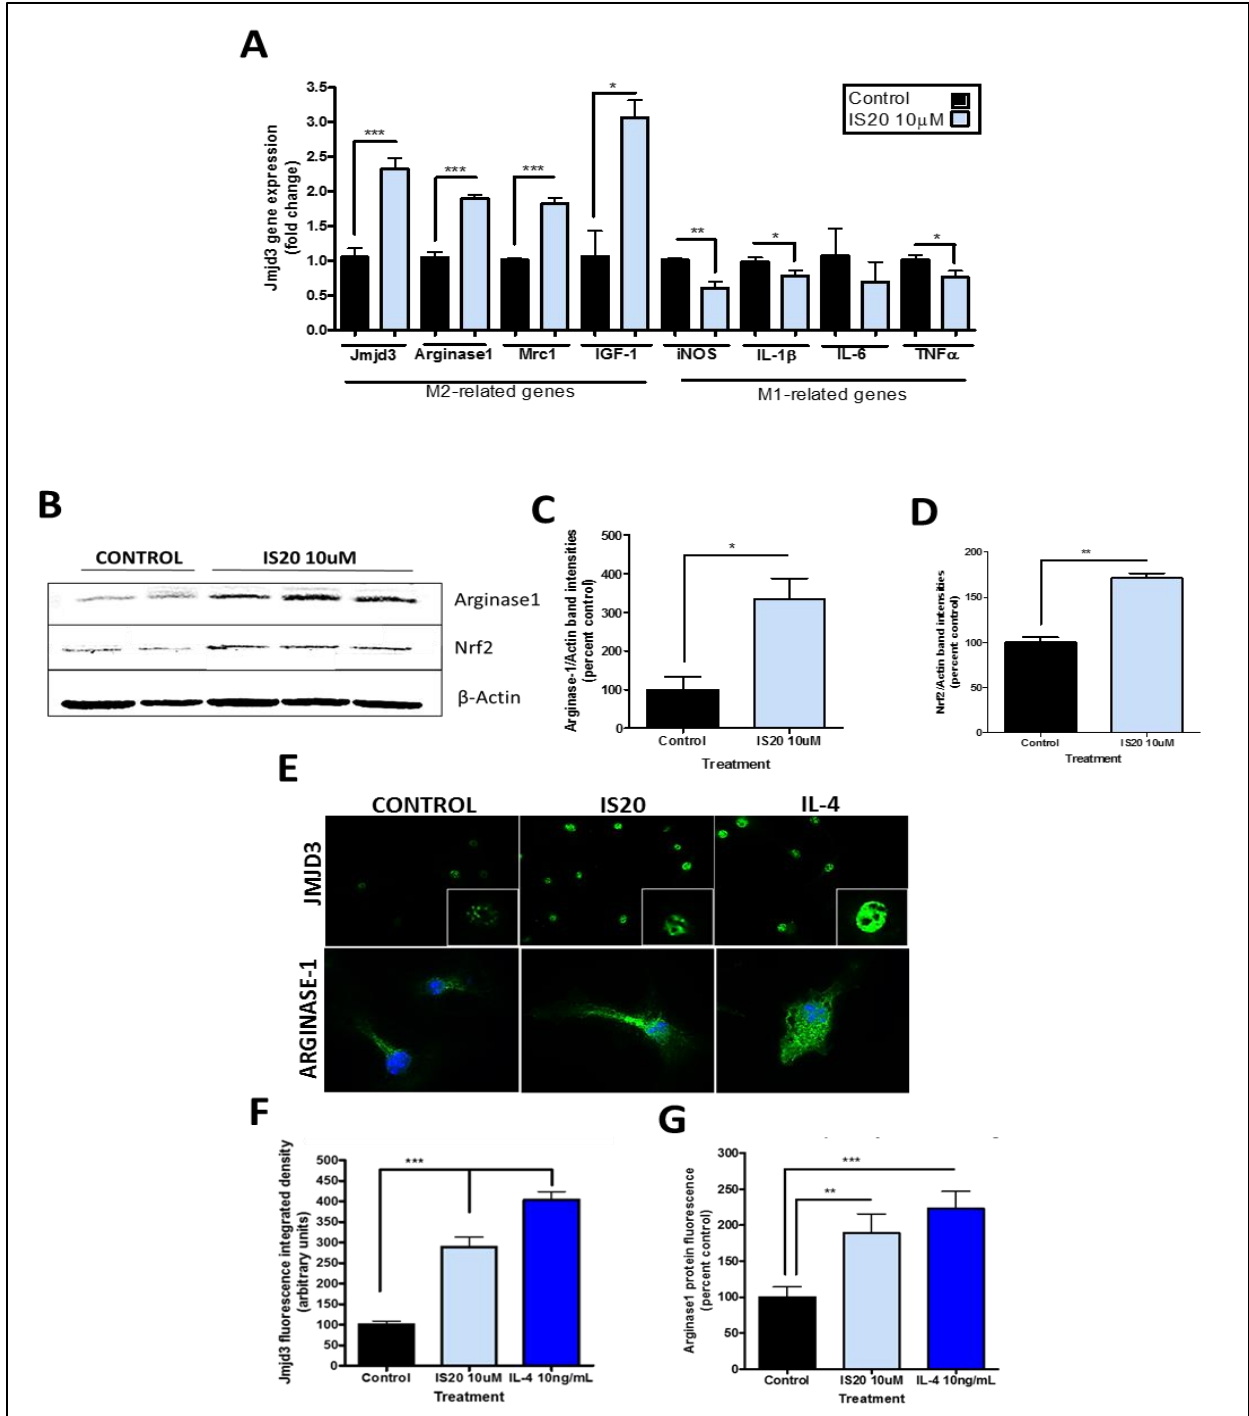 A
Jmjd3 gene expression
(fold change)
3.5
3.0
2.5
2.0
1.5
1.0
0.5
0.0
***
***
***
*
**
*
*
Control
IS20 10µM
Jmjd3 Arginase1 Mrc1 IGF-1 iNOS IL-1β IL-6 TNFα
M2-related genes M1-related genes
B
CONTROL IS20 10uM
Arginase1
Nrf2
β-Actin
C
Arginase-1/Actin band intensities
(percent control)
500
400
300
200
100
0
*
Control IS20 10uM
Treatment
D
Nrf2/Actin band intensities
(percent control)
200
150
100
50
0
**
Control IS20 10uM
Treatment
E
CONTROL IS20 IL-4
JMJD3
ARGINASE-1
F
Jmjd3 fluorescence integrated density
(arbitrary units)
500
450
400
350
300
250
200
150
100
50
0
***
Control IS20 10uM IL-4 10ng/mL
Treatment
G
Arginase1 protein fluorescence
(percent control)
300
250
200
150
100
50
0
***
**
Control IS20 10uM IL-4 10ng/mL
Treatment